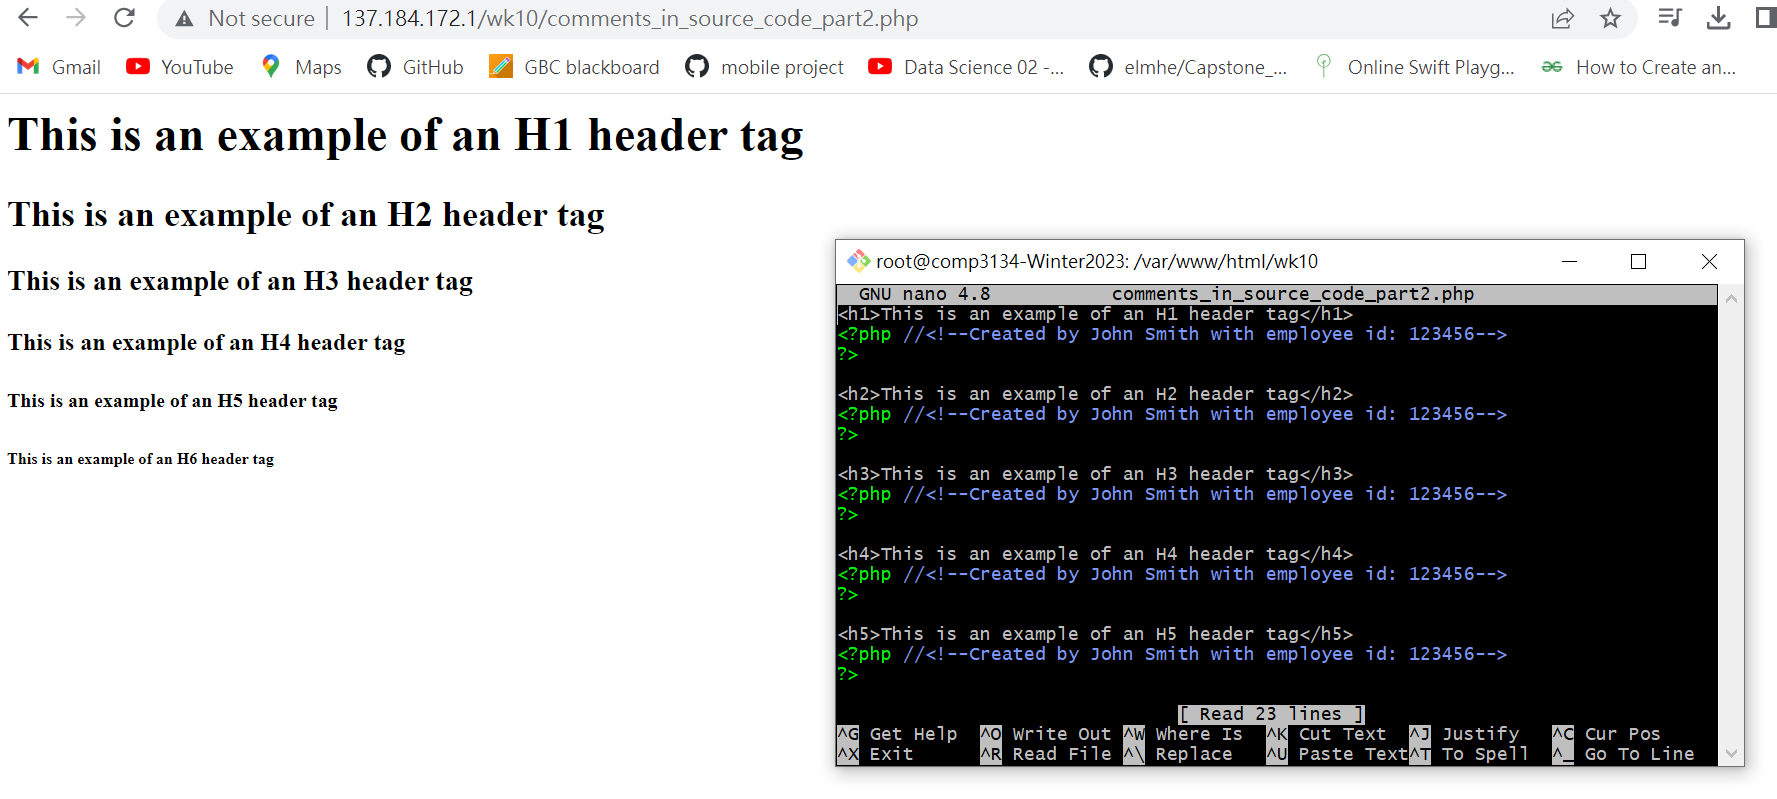 Not secure | 137.184.172.1/wk10/comments_in_source_code_part2.php
Gmail YouTube Maps GitHub GBC blackboard mobile project Data Science 02 -... elmhe/Capstone_... Online Swift Playg... How to Create an...
This is an example of an H1 header tag
This is an example of an H2 header tag
This is an example of an H3 header tag
This is an example of an H4 header tag
This is an example of an H5 header tag
This is an example of an H6 header tag
root@comp3134-Winter2023: /var/www/html/wk10
GNU nano 4.8 comments_in_source_code_part2.php
<h1>This is an example of an H1 header tag</h1>
<?php //<!--Created by John Smith with employee id: 123456-->
?>
<h2>This is an example of an H2 header tag</h2>
<?php //<!--Created by John Smith with employee id: 123456-->
?>
<h3>This is an example of an H3 header tag</h3>
<?php //<!--Created by John Smith with employee id: 123456-->
?>
<h4>This is an example of an H4 header tag</h4>
<?php //<!--Created by John Smith with employee id: 123456-->
?>
<h5>This is an example of an H5 header tag</h5>
<?php //<!--Created by John Smith with employee id: 123456-->
?>
[ Read 23 lines ]
^G Get Help ^O Write Out ^W Where Is ^K Cut Text ^J Justify ^C Cur Pos
^X Exit ^R Read File ^\ Replace ^U Paste Text ^T To Spell ^_ Go To Line